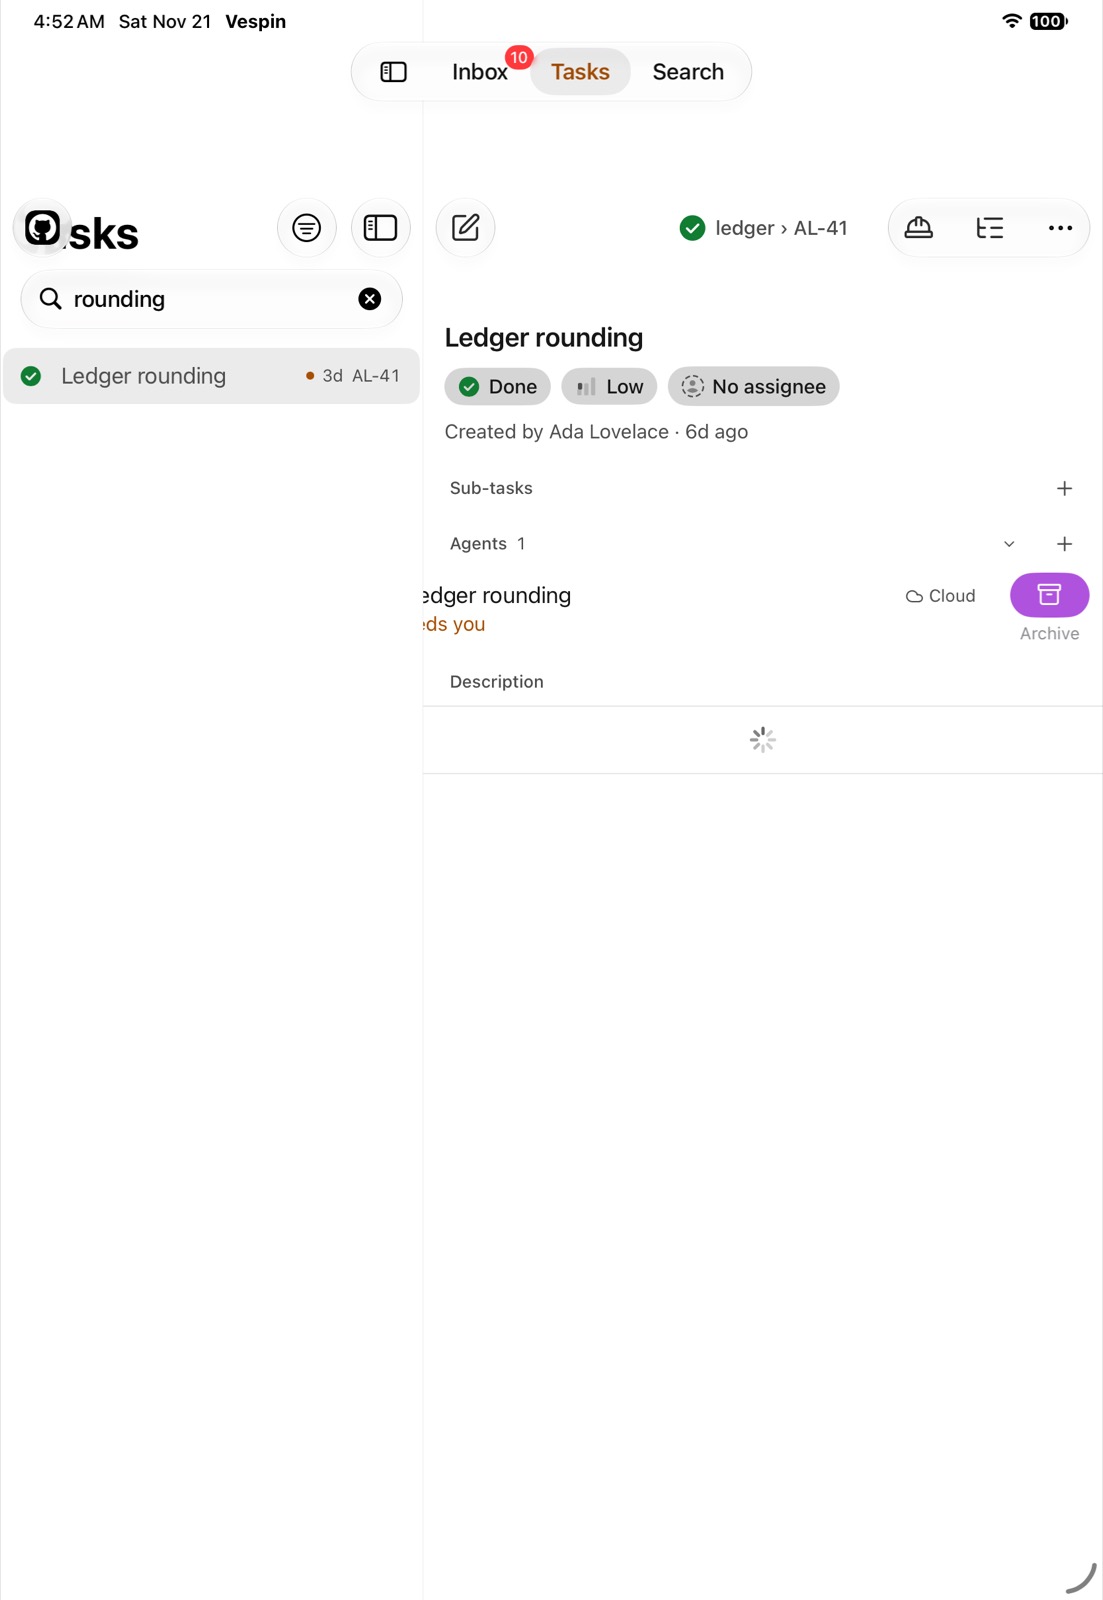 4:52 AM Sat Nov 21 Vespin
100
Inbox 10 Tasks Search
sks
ledger › AL-41
rounding
Ledger rounding 3d AL-41
Ledger rounding
Done Low No assignee
Created by Ada Lovelace · 6d ago
Sub-tasks
Agents 1
edger rounding Cloud
eds you
Archive
Description